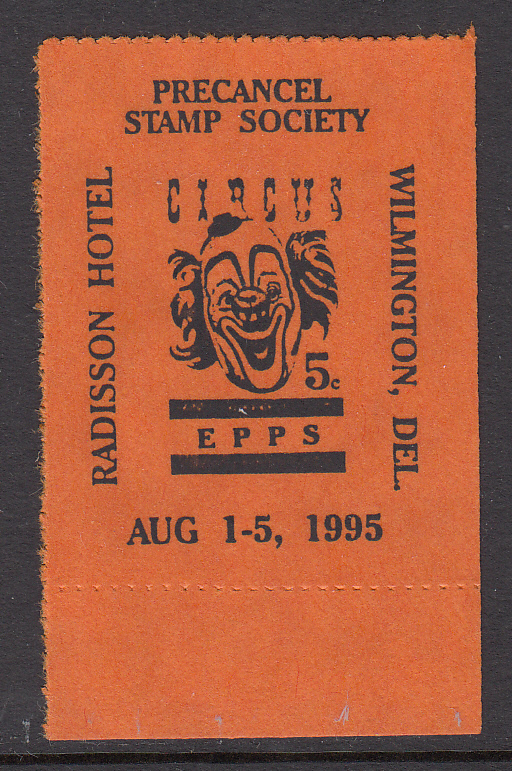 PRECANCEL
STAMP SOCIETY
RADISSON HOTEL
CIRCUS
5c
EPPS
WILMINGTON, DEL.
AUG 1-5, 1995